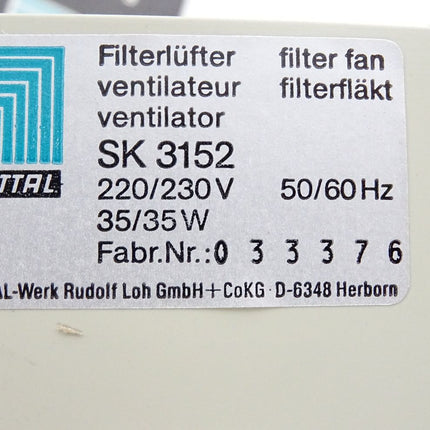 Filterlüfter filter fan
ventilateur filterfläkt
ventilator
SK 3152
220/230 V 50/60 Hz
35/35 W
Fabr.Nr.: 0 3 3 3 7 6
TTAL
AL-Werk Rudolf Loh GmbH+CoKG · D-6348 Herborn